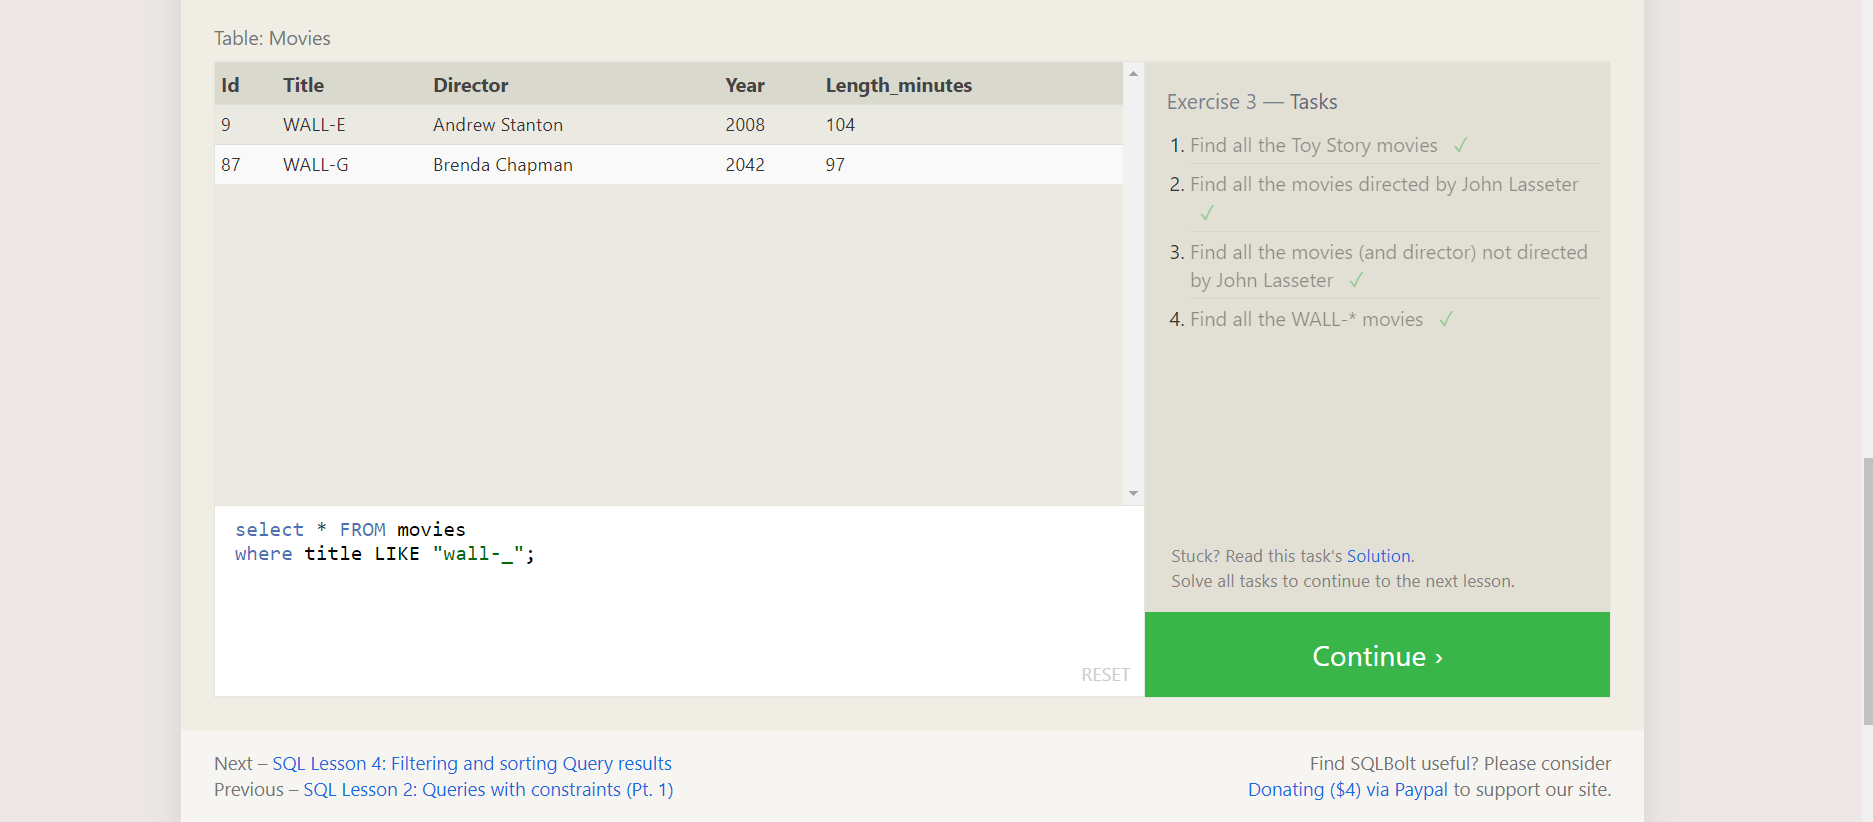 Table: Movies
Id Title Director Year Length_minutes
9 WALL-E Andrew Stanton 2008 104
87 WALL-G Brenda Chapman 2042 97
select * FROM movies
where title LIKE "wall-_";
RESET
Exercise 3 — Tasks
1. Find all the Toy Story movies ✓
2. Find all the movies directed by John Lasseter
✓
3. Find all the movies (and director) not directed
by John Lasseter ✓
4. Find all the WALL-* movies ✓
Stuck? Read this task's Solution.
Solve all tasks to continue to the next lesson.
Continue ›
Next – SQL Lesson 4: Filtering and sorting Query results
Previous – SQL Lesson 2: Queries with constraints (Pt. 1)
Find SQLBolt useful? Please consider
Donating ($4) via Paypal to support our site.